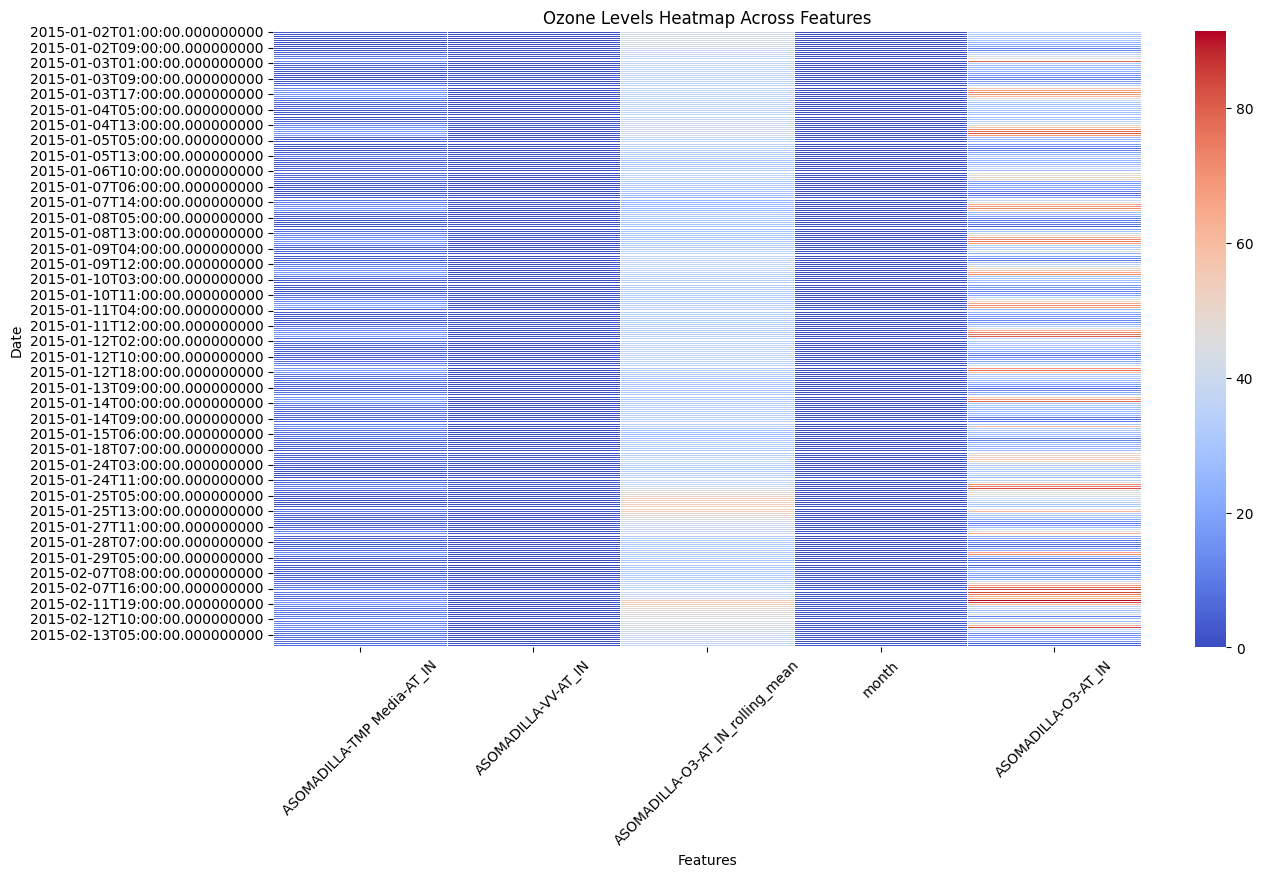 Ozone Levels Heatmap Across Features
Date
2015-01-02T01:00:00.000000000
2015-01-02T09:00:00.000000000
2015-01-03T01:00:00.000000000
2015-01-03T09:00:00.000000000
2015-01-03T17:00:00.000000000
2015-01-04T05:00:00.000000000
2015-01-04T13:00:00.000000000
2015-01-05T05:00:00.000000000
2015-01-05T13:00:00.000000000
2015-01-06T10:00:00.000000000
2015-01-07T06:00:00.000000000
2015-01-07T14:00:00.000000000
2015-01-08T05:00:00.000000000
2015-01-08T13:00:00.000000000
2015-01-09T04:00:00.000000000
2015-01-09T12:00:00.000000000
2015-01-10T03:00:00.000000000
2015-01-10T11:00:00.000000000
2015-01-11T04:00:00.000000000
2015-01-11T12:00:00.000000000
2015-01-12T02:00:00.000000000
2015-01-12T10:00:00.000000000
2015-01-12T18:00:00.000000000
2015-01-13T09:00:00.000000000
2015-01-14T00:00:00.000000000
2015-01-14T09:00:00.000000000
2015-01-15T06:00:00.000000000
2015-01-18T07:00:00.000000000
2015-01-24T03:00:00.000000000
2015-01-24T11:00:00.000000000
2015-01-25T05:00:00.000000000
2015-01-25T13:00:00.000000000
2015-01-27T11:00:00.000000000
2015-01-28T07:00:00.000000000
2015-01-29T05:00:00.000000000
2015-02-07T08:00:00.000000000
2015-02-07T16:00:00.000000000
2015-02-11T19:00:00.000000000
2015-02-12T10:00:00.000000000
2015-02-13T05:00:00.000000000
ASOMADILLA-TMP Media-AT_IN
ASOMADILLA-VV-AT_IN
ASOMADILLA-O3-AT_IN_rolling_mean
month
ASOMADILLA-O3-AT_IN
Features
80
60
40
20
0